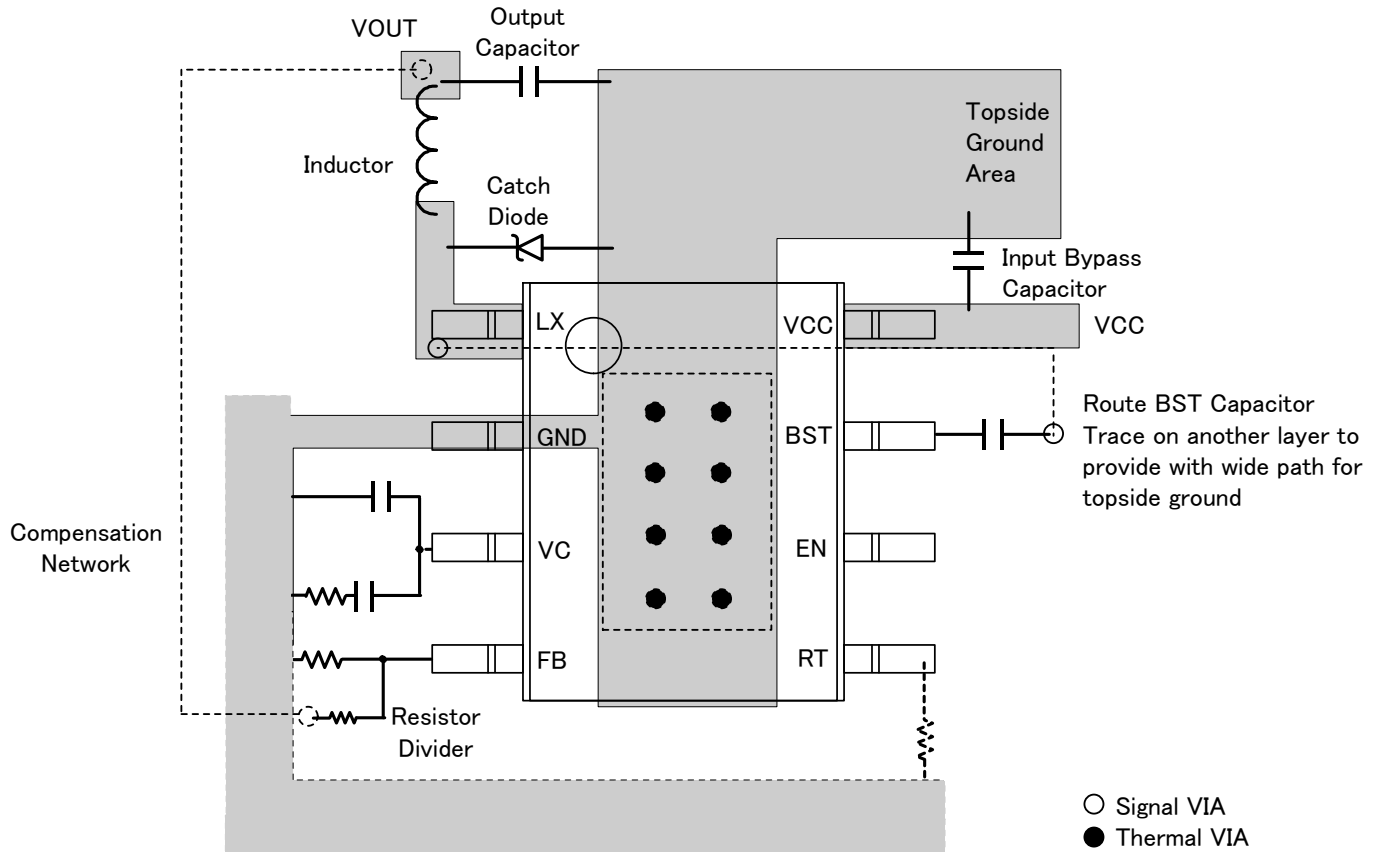 VOUT
Output
Capacitor
Topside
Ground
Area
Inductor
Catch
Diode
Input Bypass
Capacitor
LX
VCC
VCC
GND
BST
Route BST Capacitor
Trace on another layer to
provide with wide path for
topside ground
Compensation
Network
VC
EN
FB
RT
Resistor
Divider
Signal VIA
Thermal VIA